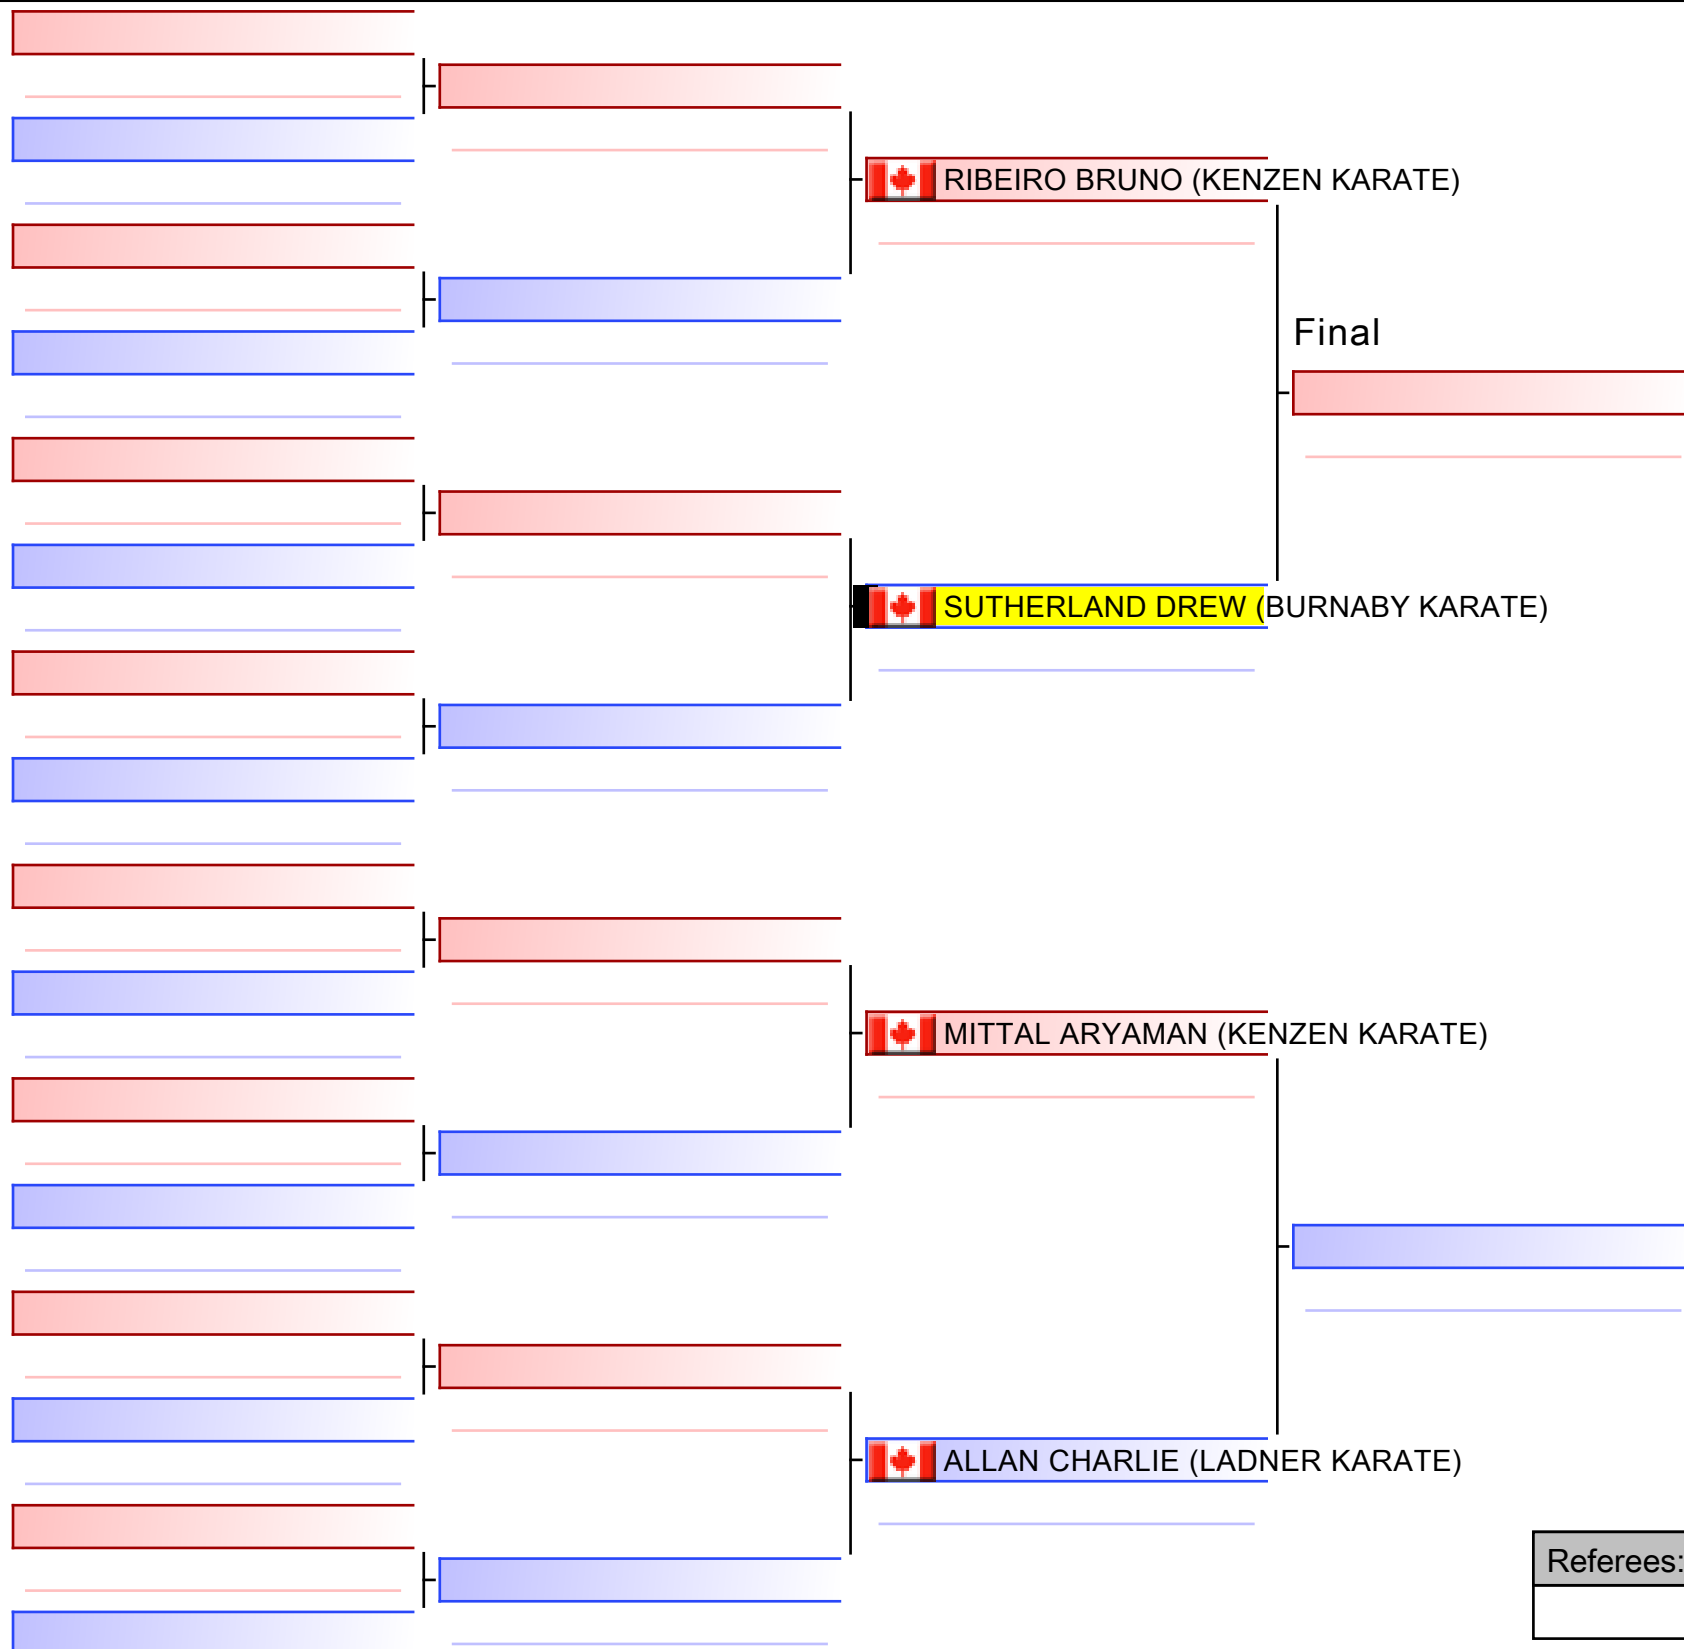 RIBEIRO BRUNO (KENZEN KARATE)
Final
SUTHERLAND DREW (BURNABY KARATE)
MITTAL ARYAMAN (KENZEN KARATE)
ALLAN CHARLIE (LADNER KARATE)
Referees: